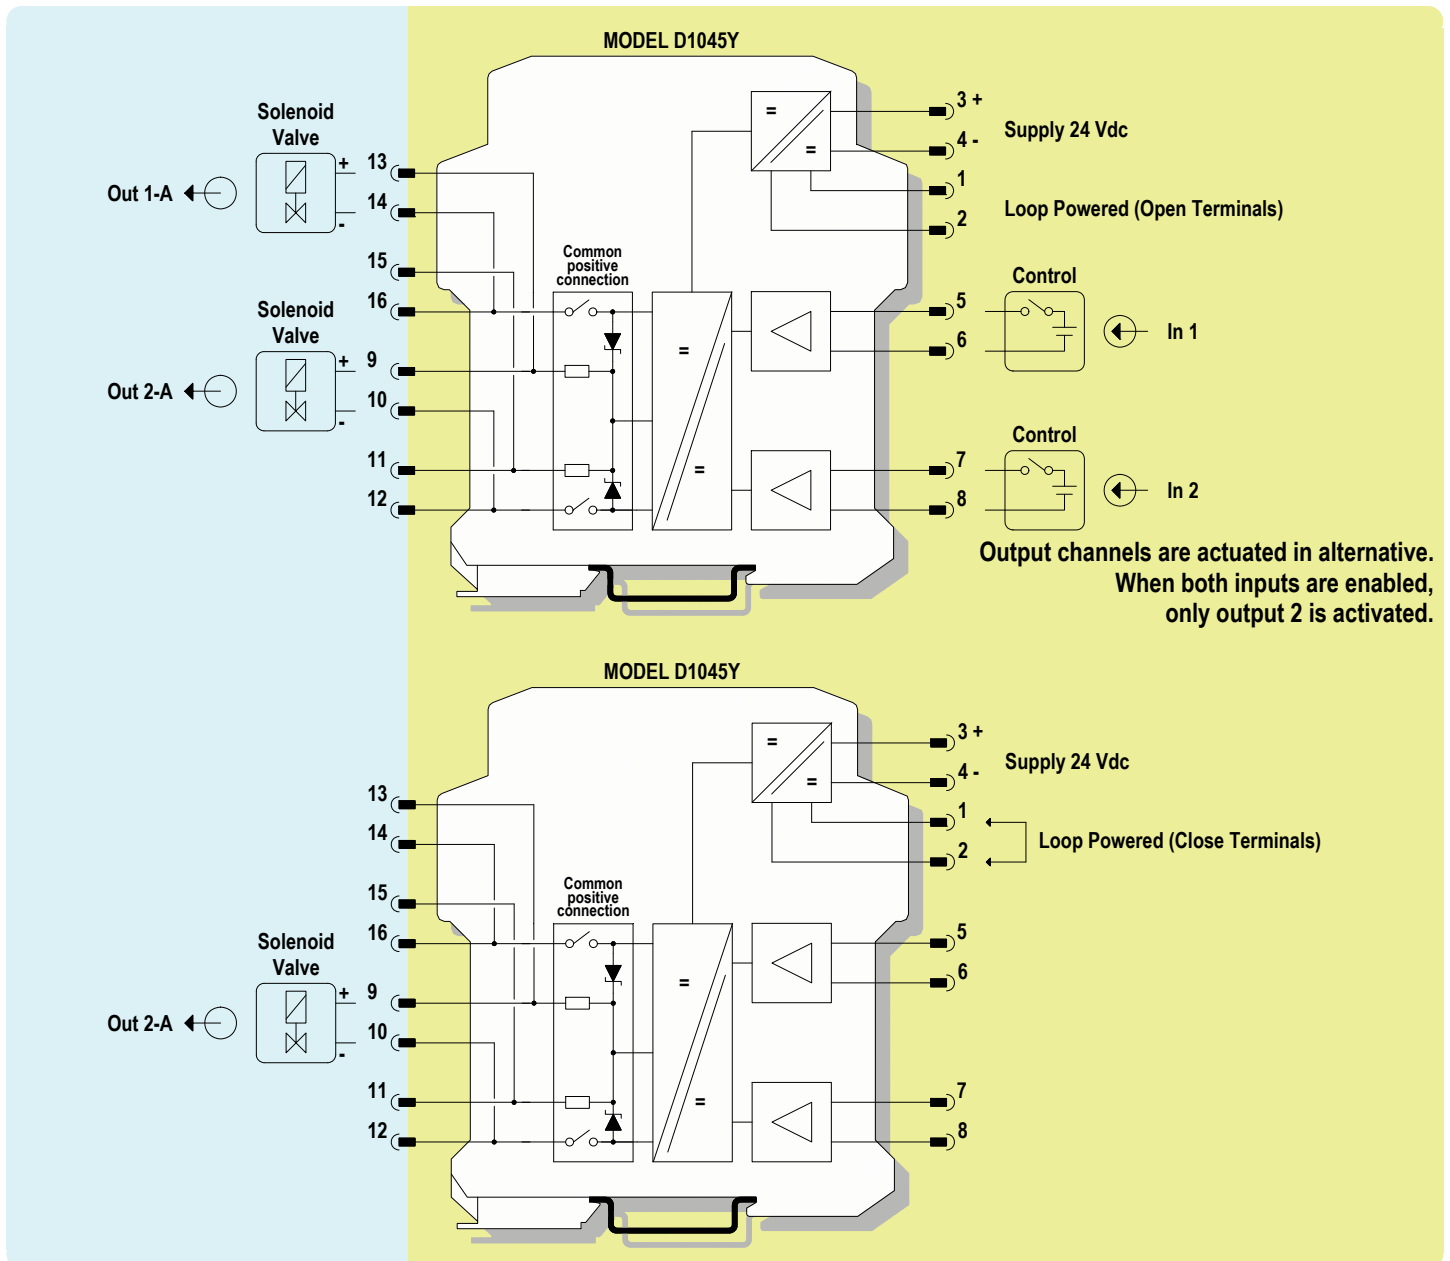 MODEL D1045Y
3 +
4 -
Supply 24 Vdc
1
2
Loop Powered (Open Terminals)
Solenoid
Valve
+ 13
14
-
Out 1-A
15
16
Common
positive
connection
Solenoid
Valve
+ 9
10
-
Out 2-A
11
12
=
=
=
=
Control
5
6
In 1
Control
7
8
In 2
Output channels are actuated in alternative.
When both inputs are enabled,
only output 2 is activated.
MODEL D1045Y
3 +
4 -
Supply 24 Vdc
1
2
Loop Powered (Close Terminals)
13
14
15
16
Common
positive
connection
Solenoid
Valve
+ 9
10
-
Out 2-A
11
12
=
=
=
=
5
6
7
8